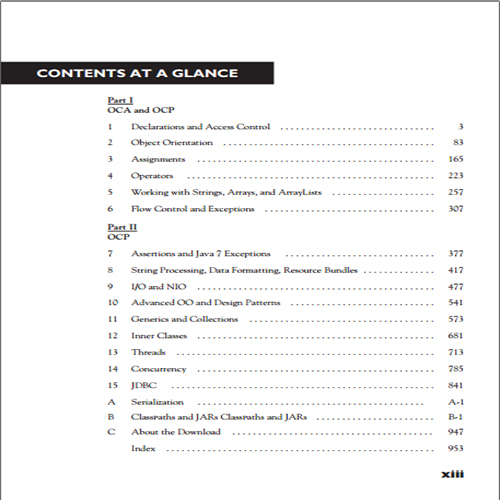 CONTENTS AT A GLANCE
Part I
OCA and OCP
1 Declarations and Access Control . . . . . . . . . . . . . . . . . . . . . . . . . . . . . . 3
2 Object Orientation . . . . . . . . . . . . . . . . . . . . . . . . . . . . . . . . . . . . . . . . 83
3 Assignments . . . . . . . . . . . . . . . . . . . . . . . . . . . . . . . . . . . . . . . . . . . . . . 165
4 Operators . . . . . . . . . . . . . . . . . . . . . . . . . . . . . . . . . . . . . . . . . . . . . . . . 223
5 Working with Strings, Arrays, and ArrayLists . . . . . . . . . . . . . . . . . . . . 257
6 Flow Control and Exceptions . . . . . . . . . . . . . . . . . . . . . . . . . . . . . . . . . 307
Part II
OCP
7 Assertions and Java 7 Exceptions . . . . . . . . . . . . . . . . . . . . . . . . . . . . . 377
8 String Processing, Data Formatting, Resource Bundles . . . . . . . . . . . . . . 417
9 I/O and NIO . . . . . . . . . . . . . . . . . . . . . . . . . . . . . . . . . . . . . . . . . . . . . . 477
10 Advanced OO and Design Patterns . . . . . . . . . . . . . . . . . . . . . . . . . . . . 541
11 Generics and Collections . . . . . . . . . . . . . . . . . . . . . . . . . . . . . . . . . . . . 573
12 Inner Classes . . . . . . . . . . . . . . . . . . . . . . . . . . . . . . . . . . . . . . . . . . . . . . 681
13 Threads . . . . . . . . . . . . . . . . . . . . . . . . . . . . . . . . . . . . . . . . . . . . . . . . . . 713
14 Concurrency . . . . . . . . . . . . . . . . . . . . . . . . . . . . . . . . . . . . . . . . . . . . . . 785
15 JDBC . . . . . . . . . . . . . . . . . . . . . . . . . . . . . . . . . . . . . . . . . . . . . . . . . . . 841
A Serialization . . . . . . . . . . . . . . . . . . . . . . . . . . . . . . . . . . . . . . . . . . . . A-1
B Classpaths and JARs Classpaths and JARs . . . . . . . . . . . . . . . . . . . . . . . B-1
C About the Download . . . . . . . . . . . . . . . . . . . . . . . . . . . . . . . . . . . . . . . 947
Index . . . . . . . . . . . . . . . . . . . . . . . . . . . . . . . . . . . . . . . . . . . . . . . . . . . . 953
xiii